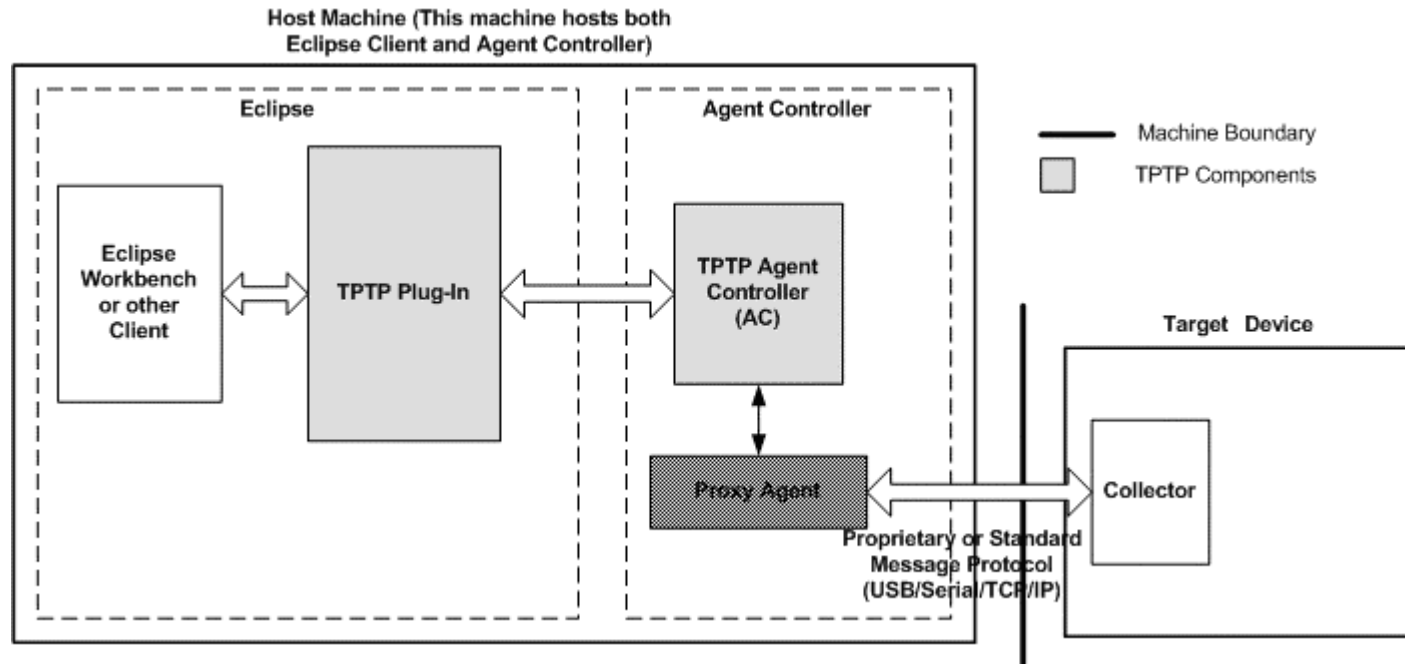 Host Machine (This machine hosts both
Eclipse Client and Agent Controller)
Eclipse
Agent Controller
Machine Boundary
TPTP Components
Eclipse
Workbench
or other
Client
TPTP Plug-In
TPTP Agent
Controller
(AC)
Target Device
Proxy Agent
Collector
Proprietary or Standard
Message Protocol
(USB/Serial/TCP/IP)